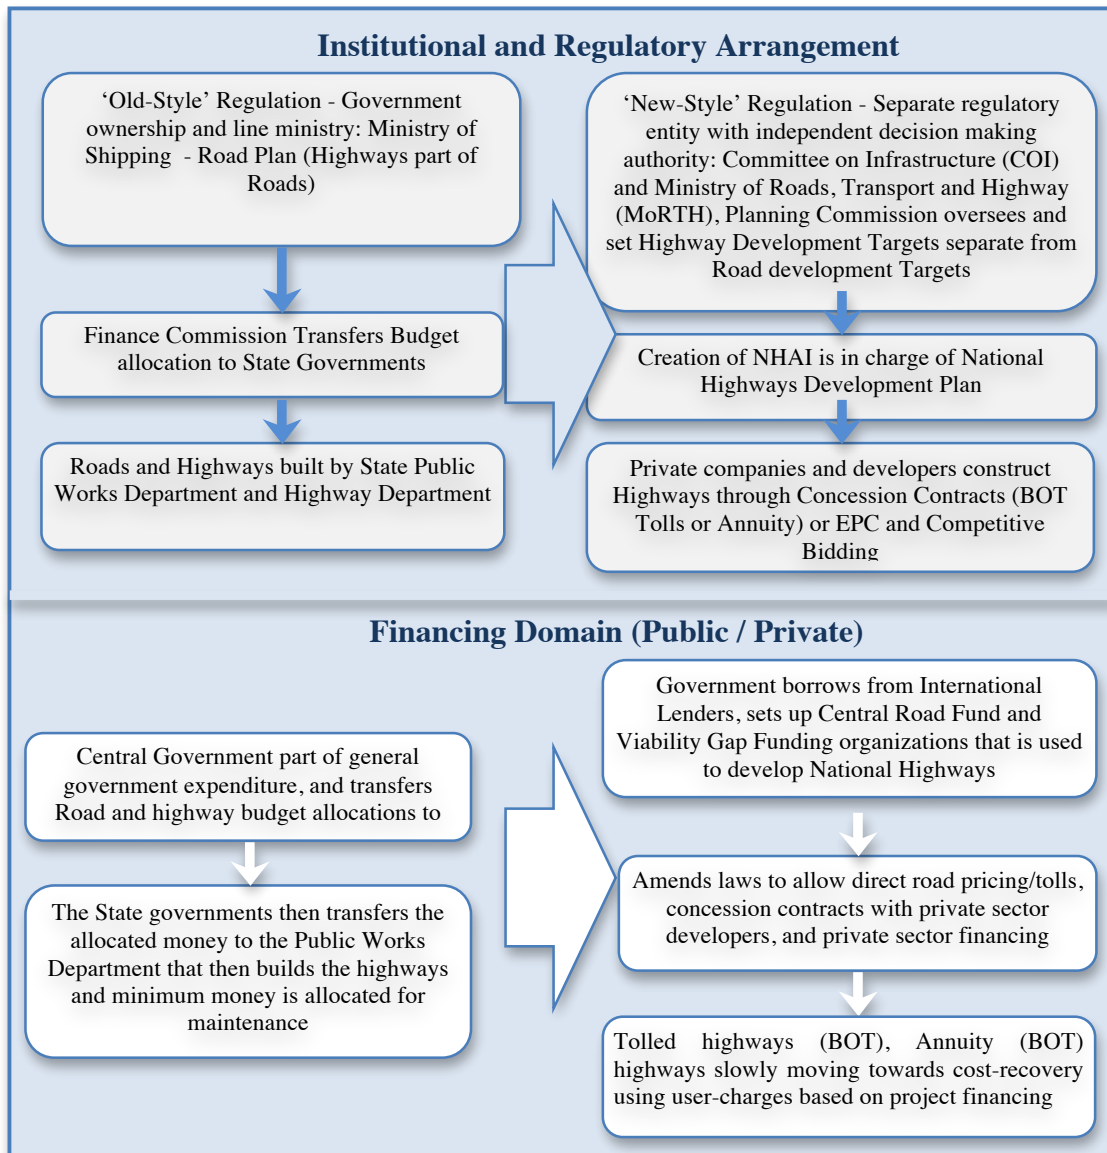 Institutional and Regulatory Arrangement
‘Old-Style’ Regulation - Government
ownership and line ministry: Ministry of
Shipping - Road Plan (Highways part of
Roads)
Finance Commission Transfers Budget
allocation to State Governments
Roads and Highways built by State Public
Works Department and Highway Department
‘New-Style’ Regulation - Separate regulatory
entity with independent decision making
authority: Committee on Infrastructure (COI)
and Ministry of Roads, Transport and Highway
(MoRTH), Planning Commission oversees and
set Highway Development Targets separate from
Road development Targets
Creation of NHAI is in charge of National
Highways Development Plan
Private companies and developers construct
Highways through Concession Contracts (BOT
Tolls or Annuity) or EPC and Competitive
Bidding
Financing Domain (Public / Private)
Central Government part of general
government expenditure, and transfers
Road and highway budget allocations to
The State governments then transfers the
allocated money to the Public Works
Department that then builds the highways
and minimum money is allocated for
maintenance
Government borrows from International
Lenders, sets up Central Road Fund and
Viability Gap Funding organizations that is used
to develop National Highways
Amends laws to allow direct road pricing/tolls,
concession contracts with private sector
developers, and private sector financing
Tolled highways (BOT), Annuity (BOT)
highways slowly moving towards cost-recovery
using user-charges based on project financing